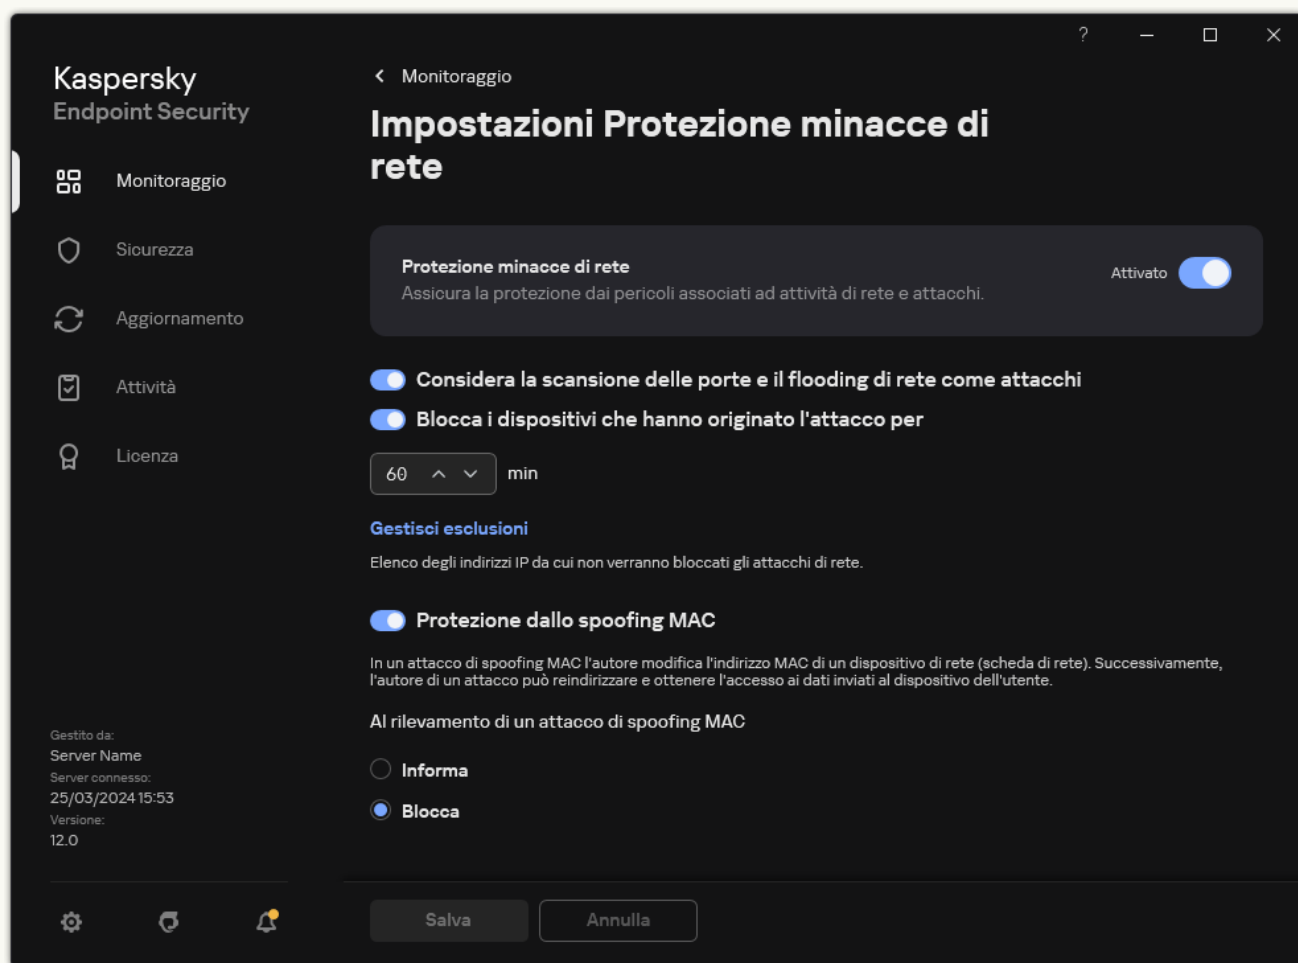 ?
Kaspersky
Endpoint Security
Monitoraggio
Sicurezza
Aggiornamento
Attività
Licenza
Gestito da:
Server Name
Server connesso:
25/03/2024 15:53
Versione:
12.0
Monitoraggio
Impostazioni Protezione minacce di
rete
Protezione minacce di rete
Assicura la protezione dai pericoli associati ad attività di rete e attacchi.
Attivato
Considera la scansione delle porte e il flooding di rete come attacchi
Blocca i dispositivi che hanno originato l'attacco per
60 min
Gestisci esclusioni
Elenco degli indirizzi IP da cui non verranno bloccati gli attacchi di rete.
Protezione dallo spoofing MAC
In un attacco di spoofing MAC l'autore modifica l'indirizzo MAC di un dispositivo di rete (scheda di rete). Successivamente,
l'autore di un attacco può reindirizzare e ottenere l'accesso ai dati inviati al dispositivo dell'utente.
Al rilevamento di un attacco di spoofing MAC
Informa
Blocca
Salva
Annulla